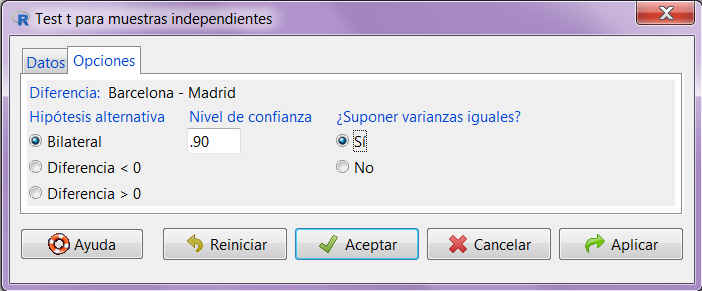 Test t para muestras independientes
Datos Opciones
Diferencia: Barcelona - Madrid
Hipótesis alternativa Nivel de confianza ¿Suponer varianzas iguales?
Bilateral .90 Sí
Diferencia < 0 No
Diferencia > 0
Ayuda Reiniciar Aceptar Cancelar Aplicar